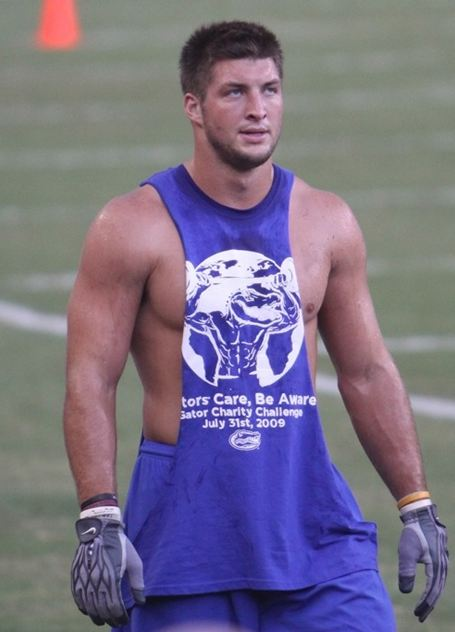 tors Care, Be Aware
Gator Charity Challenge
July 31st, 2009